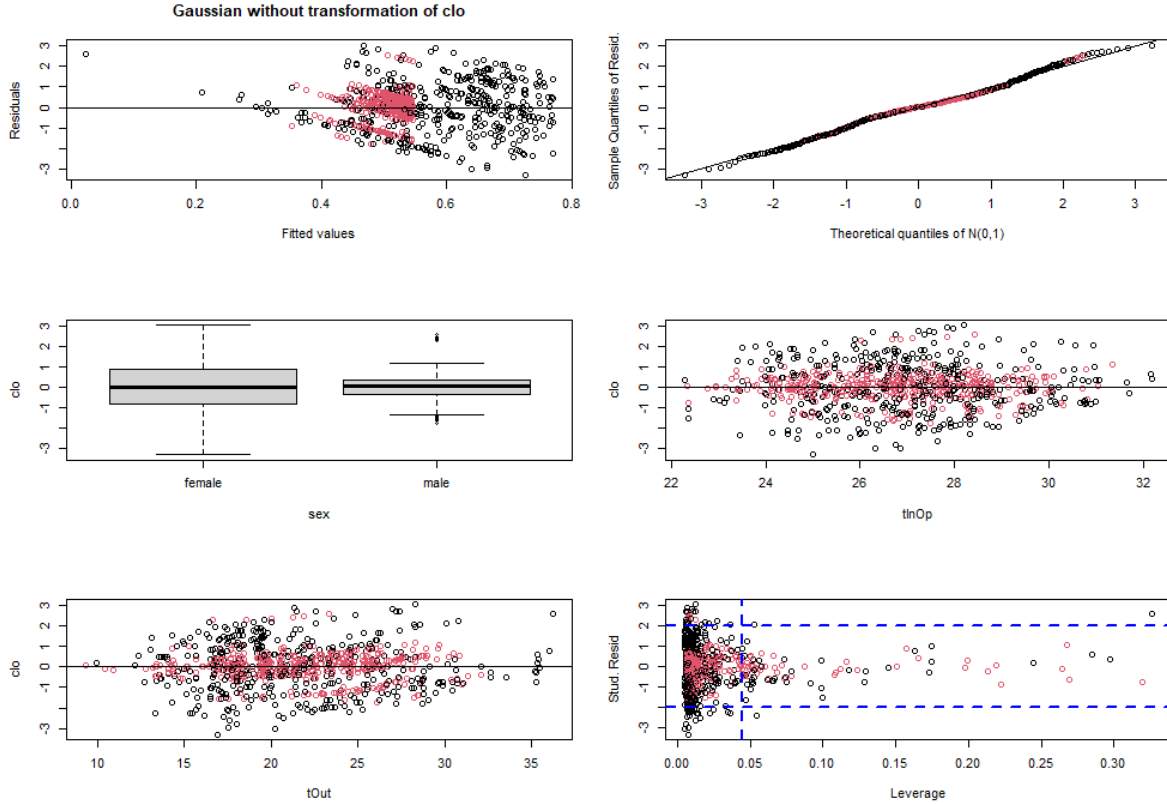 Gaussian without transformation of clo
Residuals
3
2
1
0
-1
-3
0.0 0.2 0.4 0.6 0.8
Fitted values
Sample Quantiles of Resid.
3
2
1
0
-1
-3
-3 -2 -1 0 1 2 3
Theoretical quantiles of N(0,1)
clo
3
2
1
0
-1
-3
female male
sex
clo
3
2
1
0
-1
-3
22 24 26 28 30 32
tInOp
clo
3
2
1
0
-1
-3
10 15 20 25 30 35
tOut
Stud. Resid
3
2
1
0
-1
-3
0.00 0.05 0.10 0.15 0.20 0.25 0.30
Leverage